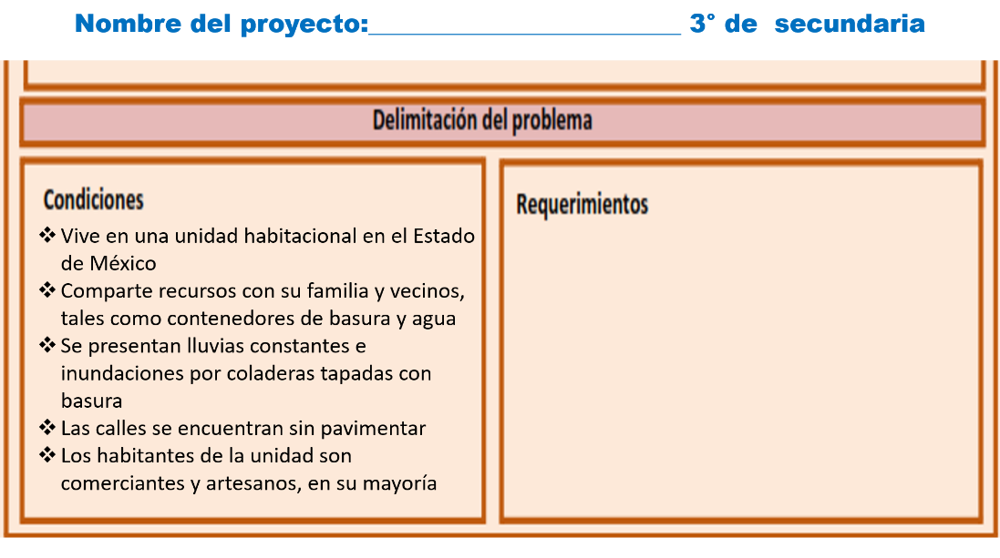 Nombre del proyecto:______________________ 3° de secundaria
Delimitación del problema
Condiciones
❖ Vive en una unidad habitacional en el Estado
de México
❖ Comparte recursos con su familia y vecinos,
tales como contenedores de basura y agua
❖ Se presentan lluvias constantes e
inundaciones por coladeras tapadas con
basura
❖ Las calles se encuentran sin pavimentar
❖ Los habitantes de la unidad son
comerciantes y artesanos, en su mayoría
Requerimientos